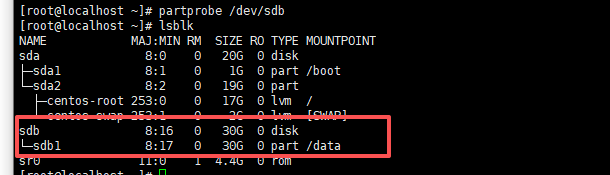 [root@localhost ~]# partprobe /dev/sdb
[root@localhost ~]# lsblk
NAME MAJ:MIN RM SIZE RO TYPE MOUNTPOINT
sda 8:0 0 20G 0 disk
├─sda1 8:1 0 1G 0 part /boot
└─sda2 8:2 0 19G 0 part
├─centos-root 253:0 0 17G 0 lvm /
└─centos-swap 253:1 0 2G 0 lvm [SWAP]
sdb 8:16 0 30G 0 disk
└─sdb1 8:17 0 30G 0 part /data
sr0 11:0 1 4.4G 0 rom
[root@localhost ~]#